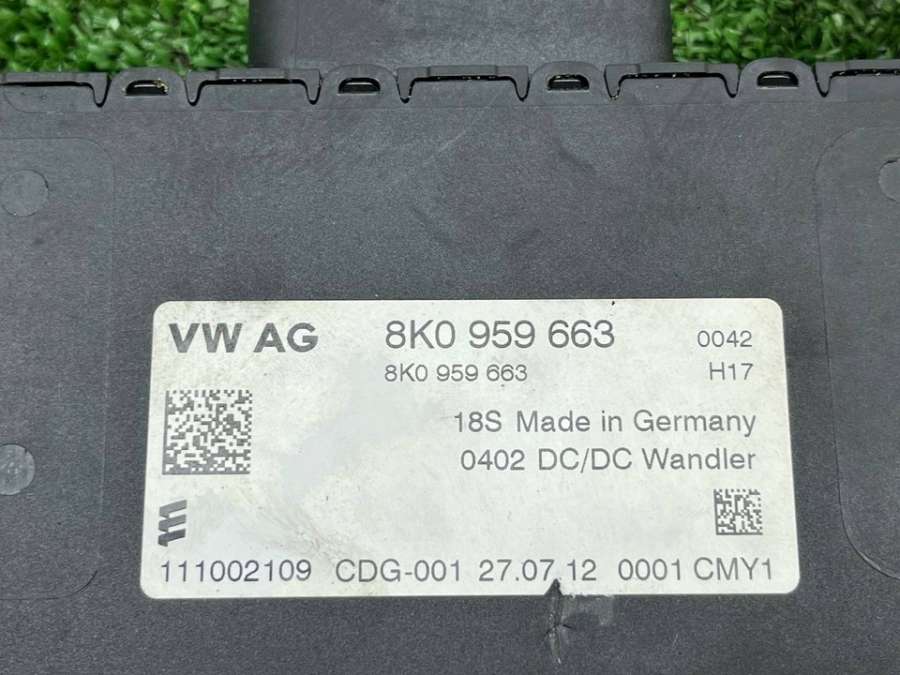 VW AG 8K0 959 663 0042
8K0 959 663 H17
18S Made in Germany
0402 DC/DC Wandler
111002109 CDG-001 27.07.12 0001 CMY1